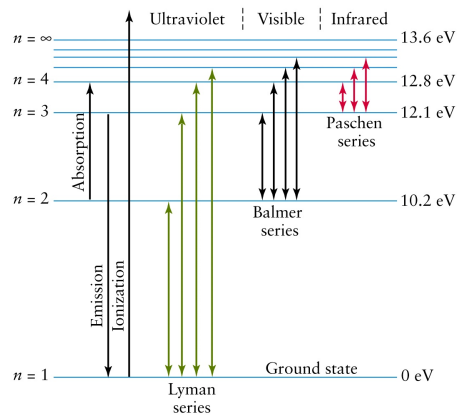 Ultraviolet Visible Infrared
n = ∞ 13.6 eV
n = 4 12.8 eV
n = 3 12.1 eV
Paschen
series
Absorption
n = 2 10.2 eV
Balmer
series
Emission
Ionization
Ground state
n = 1 0 eV
Lyman
series